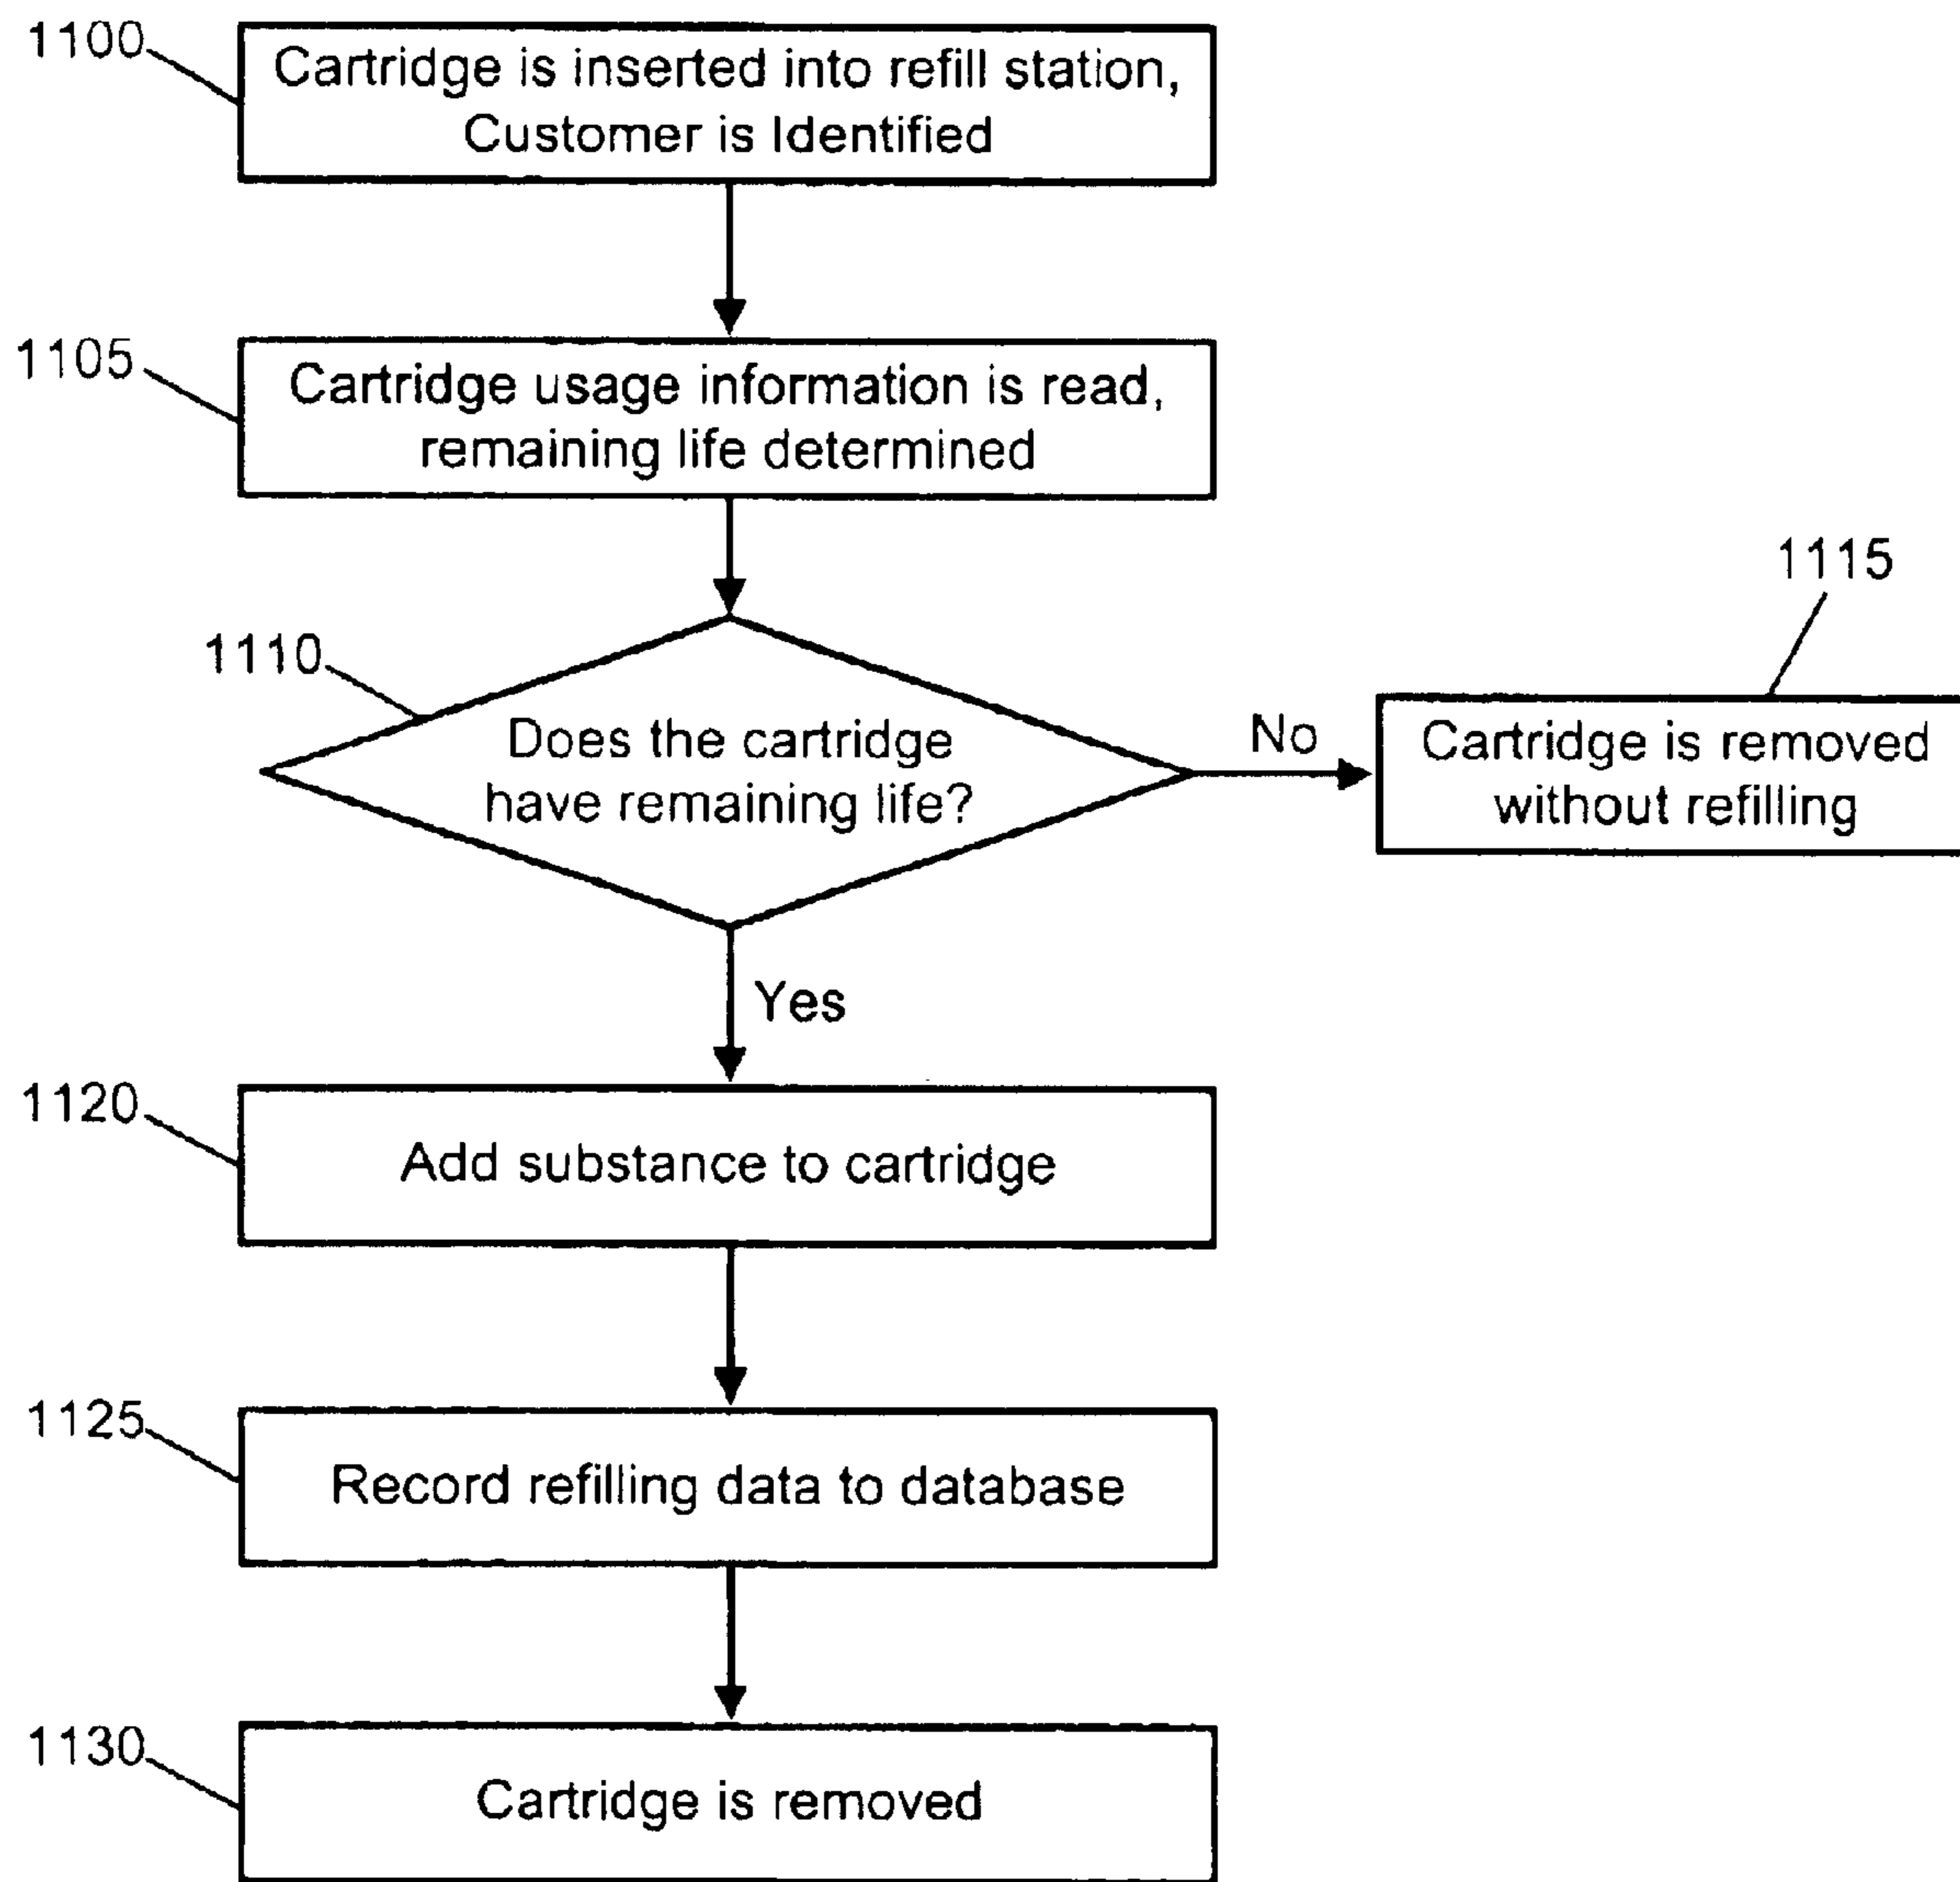 1100
Cartridge is inserted into refill station,
Customer is Identified
1105
Cartridge usage information is read,
remaining life determined
1110
Does the cartridge
have remaining life?
No
1115
Cartridge is removed
without refilling
Yes
1120
Add substance to cartridge
1125
Record refilling data to database
1130
Cartridge is removed